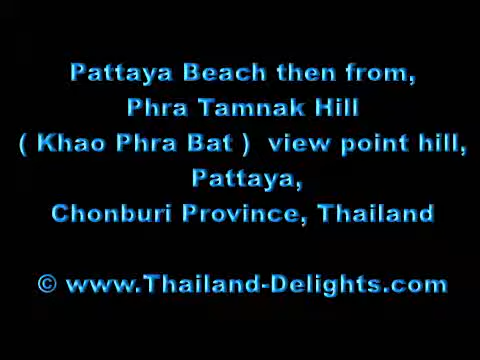 Pattaya Beach then from,
Phra Tamnak Hill
( Khao Phra Bat )  view point hill,
Pattaya,
Chonburi Province, Thailand
© www.Thailand-Delights.com